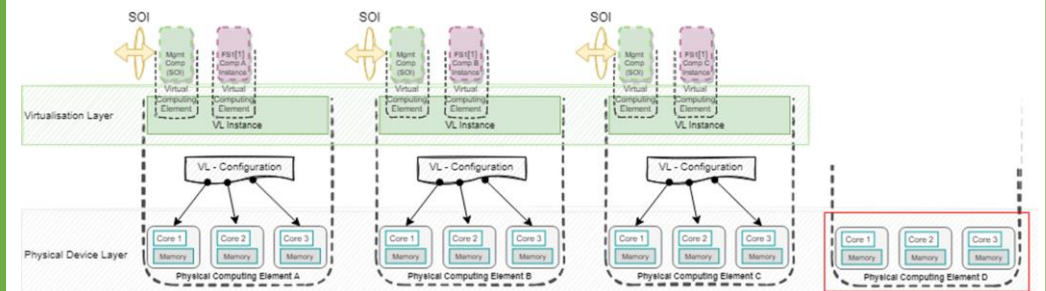 SOI
SOI
SOI
Mgmt
Comp
(SOI)
FS1[1]
Comp A
Instance
Mgmt
Comp
(SOI)
FS1[1]
Comp B
Instance
Mgmt
Comp
(SOI)
FS1[1]
Comp C
Instance
Virtual
Computing
Element
Virtual
Computing
Element
Virtual
Computing
Element
Virtual
Computing
Element
Virtual
Computing
Element
Virtual
Computing
Element
Virtualisation Layer
VL Instance
VL Instance
VL Instance
VL - Configuration
VL - Configuration
VL - Configuration
Physical Device Layer
Core 1
Core 2
Core 3
Memory
Memory
Memory
Physical Computing Element A
Core 1
Core 2
Core 3
Memory
Memory
Memory
Physical Computing Element B
Core 1
Core 2
Core 3
Memory
Memory
Memory
Physical Computing Element C
Core 1
Core 2
Core 3
Memory
Memory
Memory
Physical Computing Element D